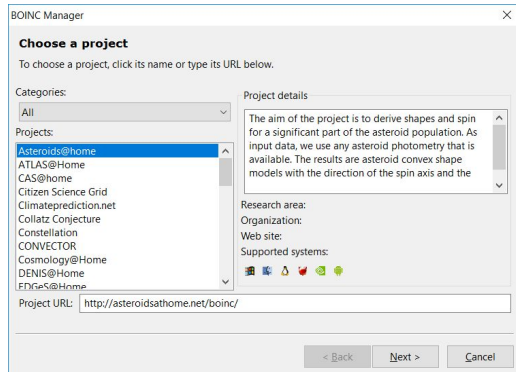 BOINC Manager
Choose a project
To choose a project, click its name or type its URL below.
Categories:
All
Projects:
Asteroids@home
ATLAS@Home
CAS@home
Citizen Science Grid
Climateprediction.net
Collatz Conjecture
Constellation
CONVECTOR
Cosmology@Home
DENIS@Home
EDGeS@Home
Project details
The aim of the project is to derive shapes and spin
for a significant part of the asteroid population. As
input data, we use any asteroid photometry that is
available. The results are asteroid convex shape
models with the direction of the spin axis and the
Research area:
Organization:
Web site:
Supported systems:
Project URL: http://asteroidsathome.net/boinc/
< Back Next > Cancel